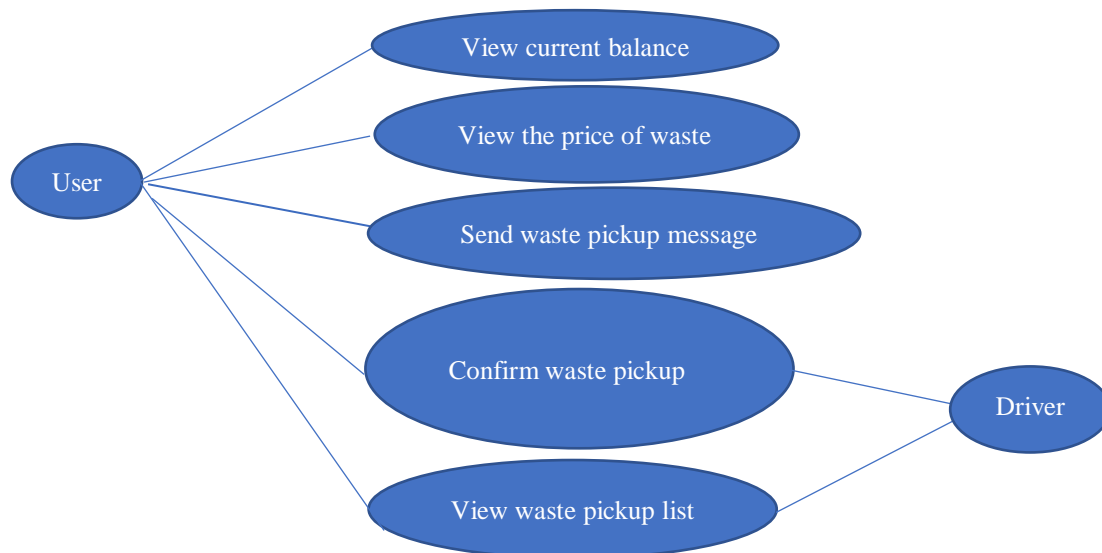 View current balance
View the price of waste
User
Send waste pickup message
Confirm waste pickup
Driver
View waste pickup list